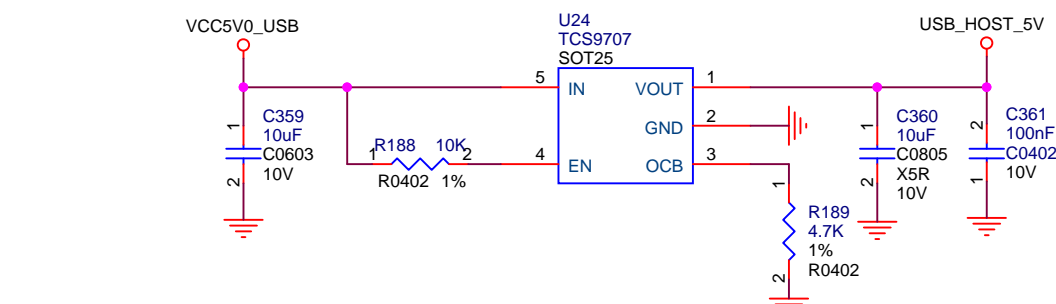 VCC5V0_USB
U24
TCS9707
SOT25
USB_HOST_5V
5
IN
VOUT
1
1
C359
10uF
C0603
10V
2
GND
2
1
C360
10uF
C0805
X5R
10V
2
2
C361
100nF
C0402
10V
1
R188
10K
1
2
R0402
1%
4
EN
OCB
3
1
R189
4.7K
1%
R0402
2